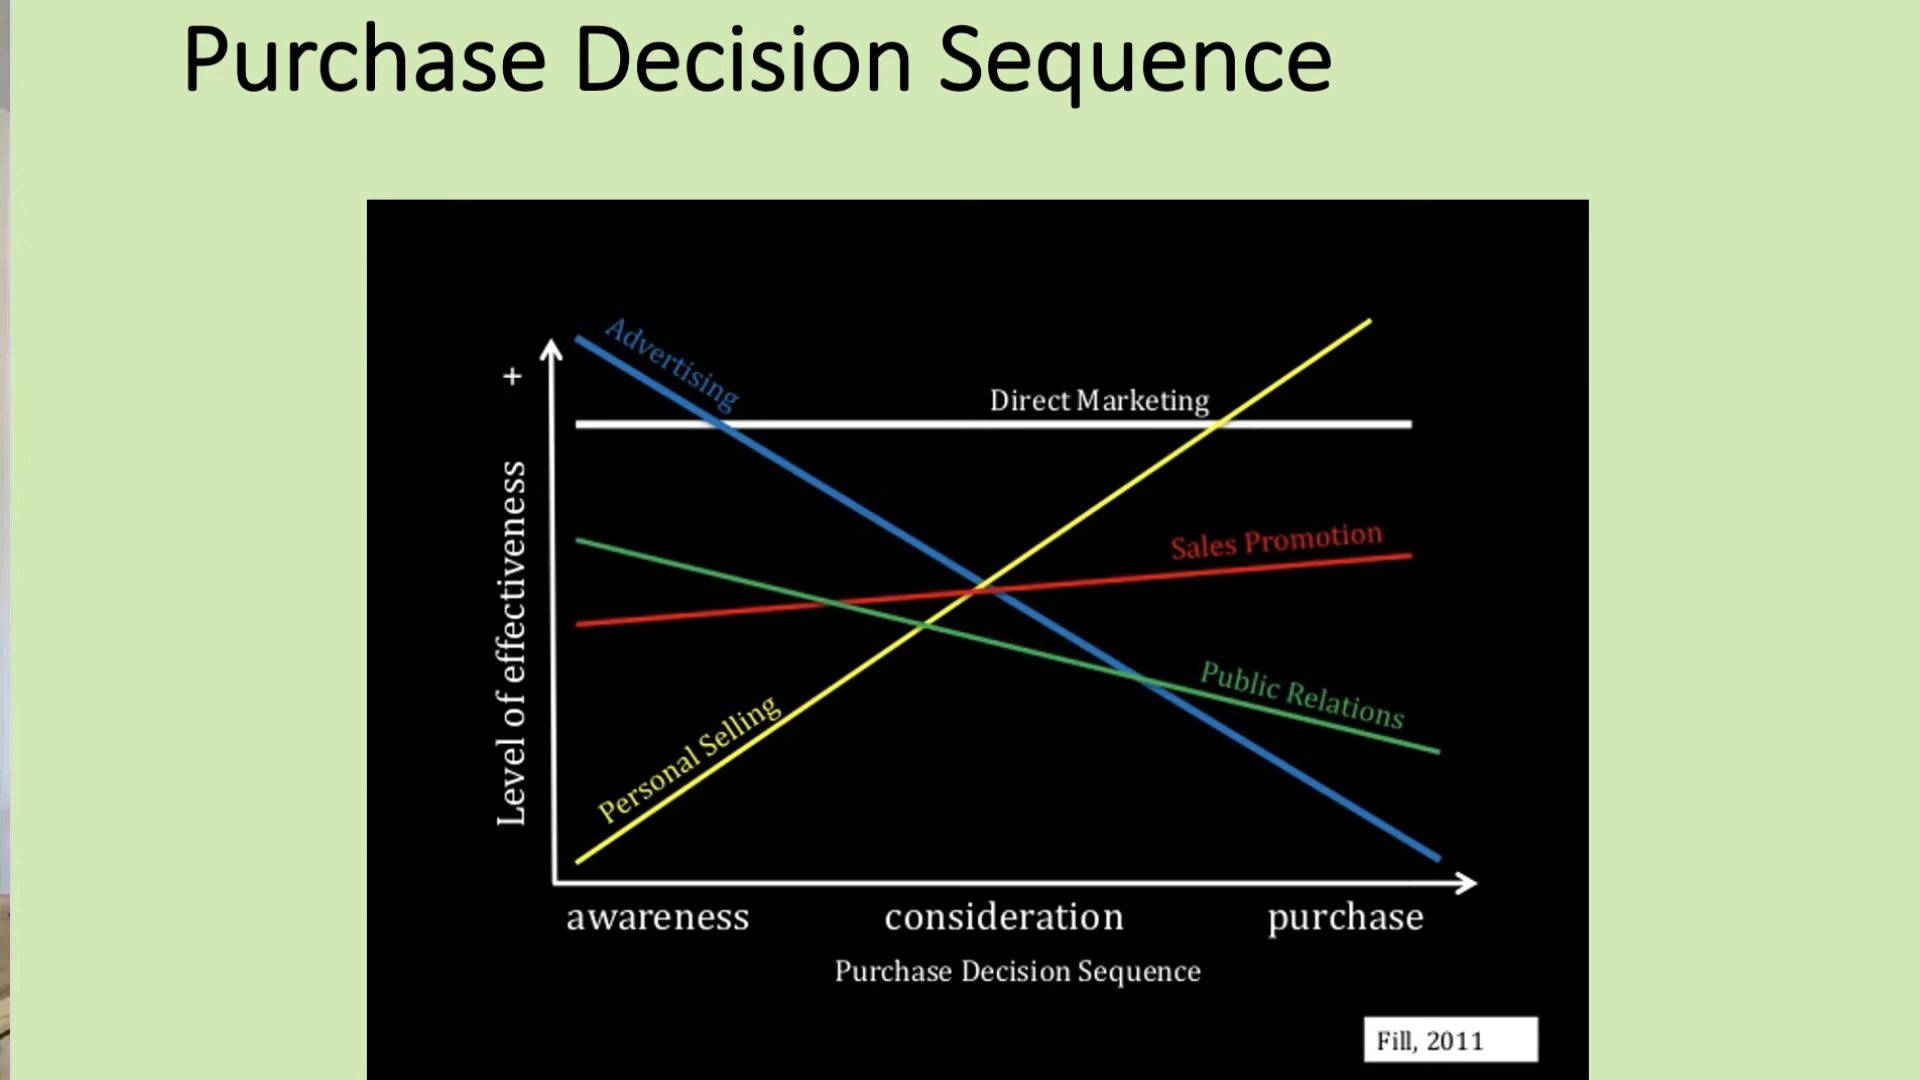 Purchase Decision Sequence
Advertising
+
Direct Marketing
Level of effectiveness
Sales Promotion
Public Relations
Personal Selling
awareness
consideration
purchase
Purchase Decision Sequence
Fill, 2011